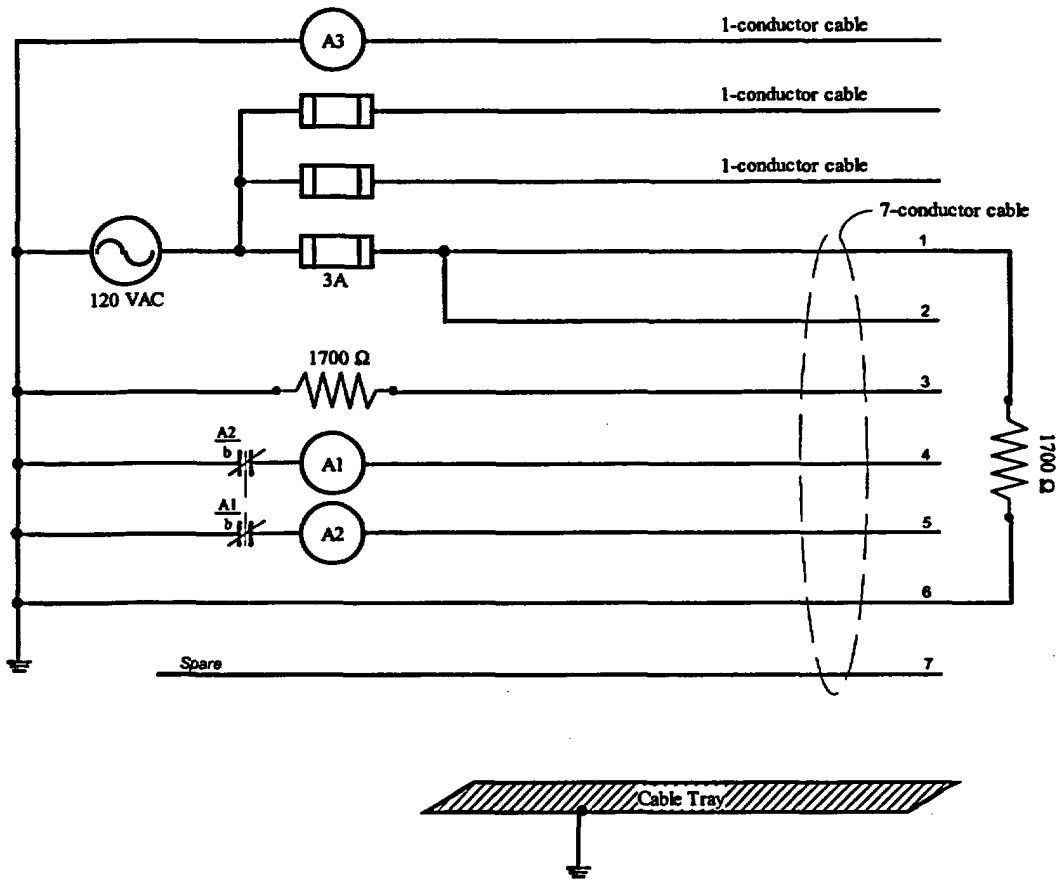 A3
1-conductor cable
1-conductor cable
1-conductor cable
7-conductor cable
1
3A
120 VAC
2
1700 Ω
3
A2
b
A1
4
1700 Ω
A1
b
A2
5
6
Spare
7
Cable Tray